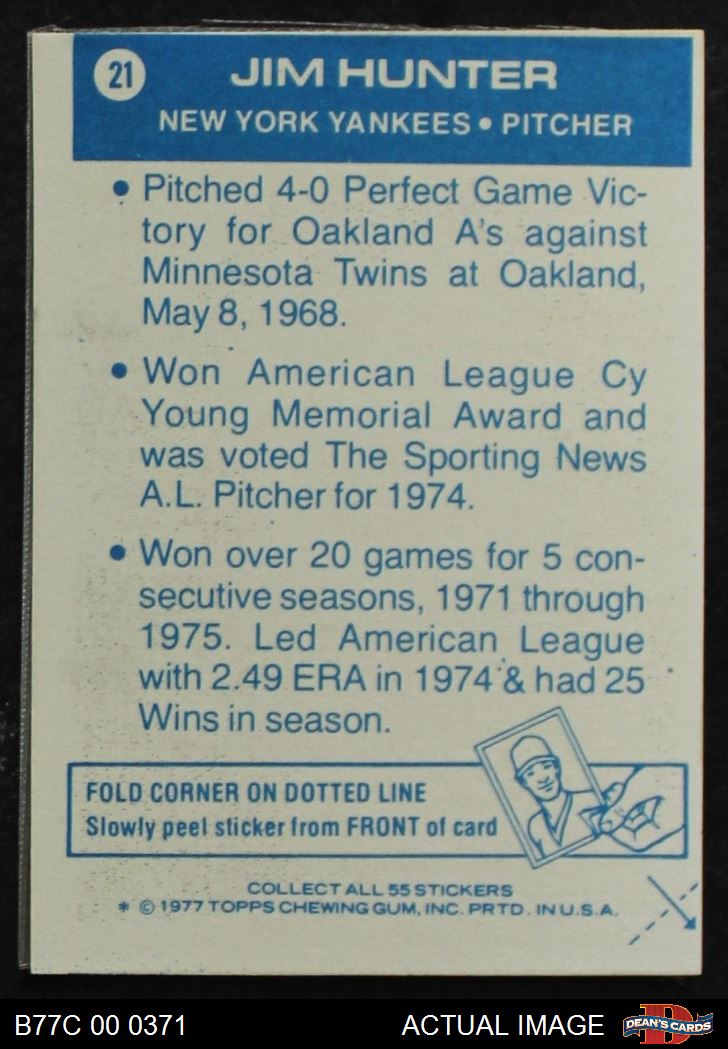 21
JIM HUNTER
NEW YORK YANKEES • PITCHER
• Pitched 4-0 Perfect Game Vic-
tory for Oakland A's against
Minnesota Twins at Oakland,
May 8, 1968.
• Won American League Cy
Young Memorial Award and
was voted The Sporting News
A.L. Pitcher for 1974.
• Won over 20 games for 5 con-
secutive seasons, 1971 through
1975. Led American League
with 2.49 ERA in 1974 & had 25
Wins in season.
FOLD CORNER ON DOTTED LINE
Slowly peel sticker from FRONT of card
COLLECT ALL 55 STICKERS
* © 1977 TOPPS CHEWING GUM, INC. PRTD. IN U.S.A.
B77C 00 0371 ACTUAL IMAGE D DEAN'S CARDS